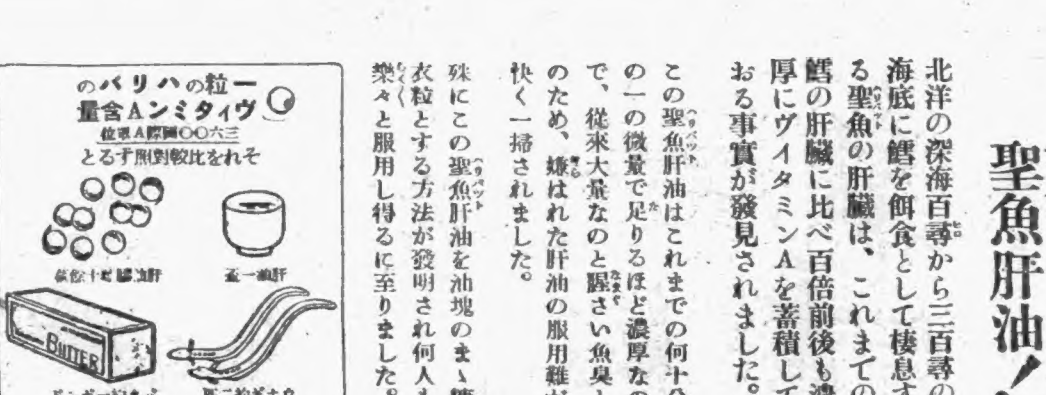 聖魚肝油！
北洋の深海百尋から三百尋の
海底に鱈を餌食として棲息す
る聖魚の肝臓は、これまでの
鱈の肝臓に比べ百倍前後も濃
厚にヴイタミンAを蓄積して
おる事實が發見されました。
この聖魚肝油はこれまでの何十分
の一の微量で足りるほど濃厚なの
で、從來大量なのと腥さい魚臭と
のため、嫌はれた肝油の服用難が
快く一掃されました。
殊にこの聖魚肝油を油塊のまゝ糖
衣粒とする方法が發明され何人も
樂々と服用し得るに至りました。
のバリハの粒一
量含Aンミタィヴ
位單A際國〇〇六三
とるす照對較比をれそ
盃一油肝
BUTTER